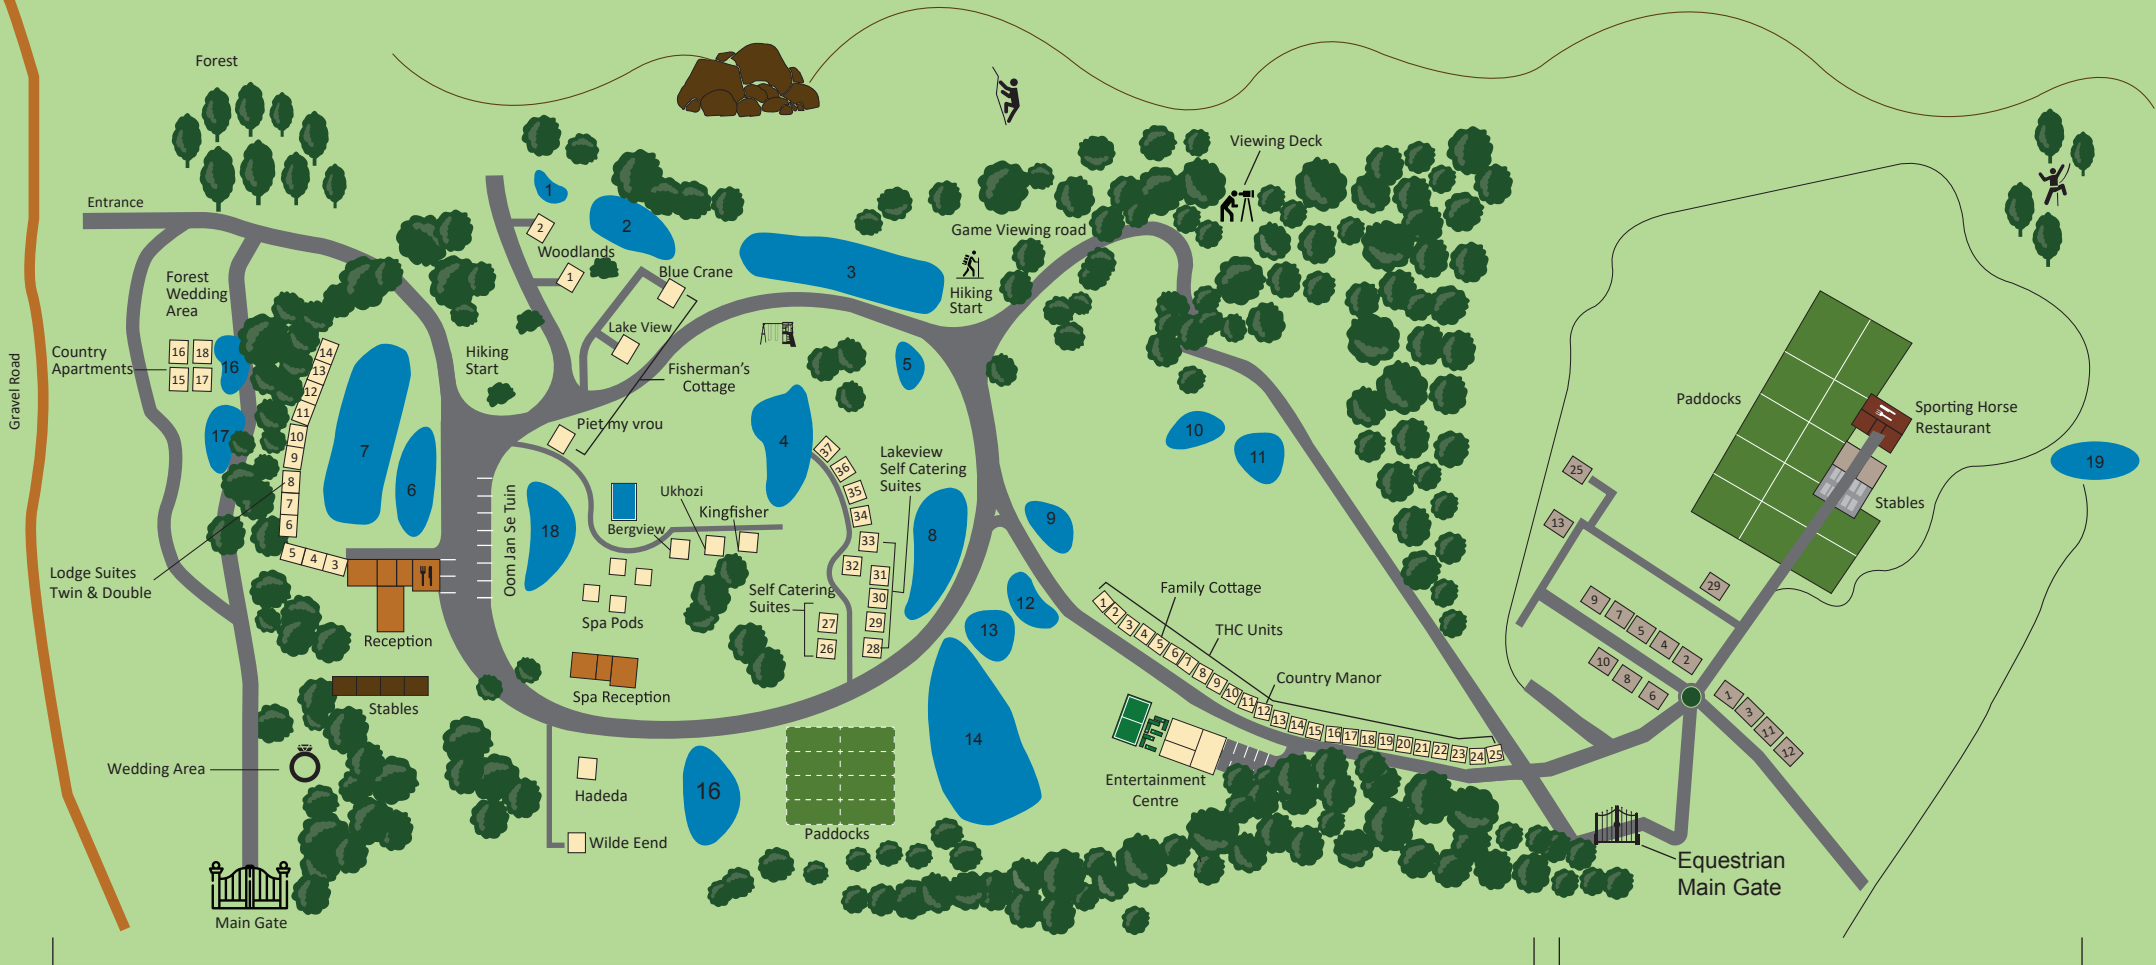 Forest
Entrance
Gravel Road
Forest
Wedding
Area
Country
Apartments
16
18
15
17
16
17
14
13
12
11
10
9
8
7
6
5
4
3
7
6
Lodge Suites
Twin & Double
Reception
Stables
Wedding Area
Main Gate
Hiking
Start
1
2
2
Woodlands
1
Blue Crane
Lake View
Fisherman's
Cottage
Piet my vrou
3
Game Viewing road
Hiking
Start
Viewing Deck
5
4
Oom Jan Se Tuin
18
Bergview
Ukhozi
Kingfisher
Spa Pods
Spa Reception
Self Catering
Suites
Lakeview
Self Catering
Suites
37
36
35
34
33
32
31
30
29
28
27
26
8
9
10
11
12
13
14
Hadeda
Wilde Eend
16
Paddocks
Family Cottage
THC Units
Country Manor
1
2
3
4
5
6
7
8
9
10
11
12
13
14
15
16
17
18
19
20
21
22
23
24
25
Entertainment
Centre
Paddocks
Sporting Horse
Restaurant
Stables
19
25
13
29
9
7
5
4
2
10
8
6
1
3
11
12
Equestrian
Main Gate